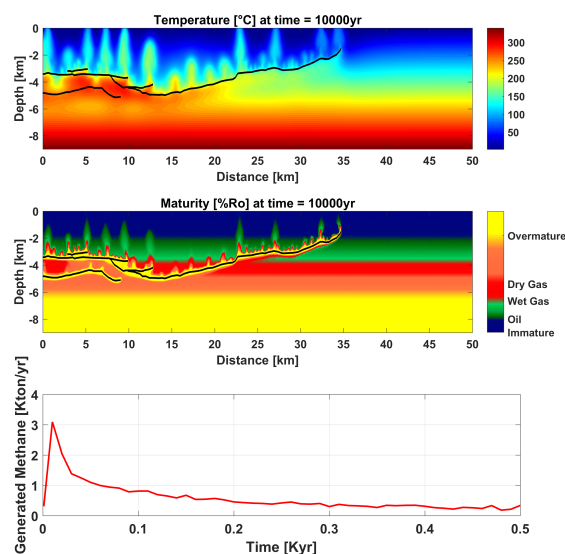 Temperature [°C] at time = 10000yr
Depth [km]
0
-2
-4
-6
-8
0 5 10 15 20 25 30 35 40 45 50
Distance [km]
300
250
200
150
100
50
Maturity [%Ro] at time = 10000yr
Depth [km]
0
-2
-4
-6
-8
0 5 10 15 20 25 30 35 40 45 50
Distance [km]
Overmature
Dry Gas
Wet Gas
Oil
Immature
Generated Methane [Kton/yr]
4
3
2
1
0
0 0.1 0.2 0.3 0.4 0.5
Time [Kyr]